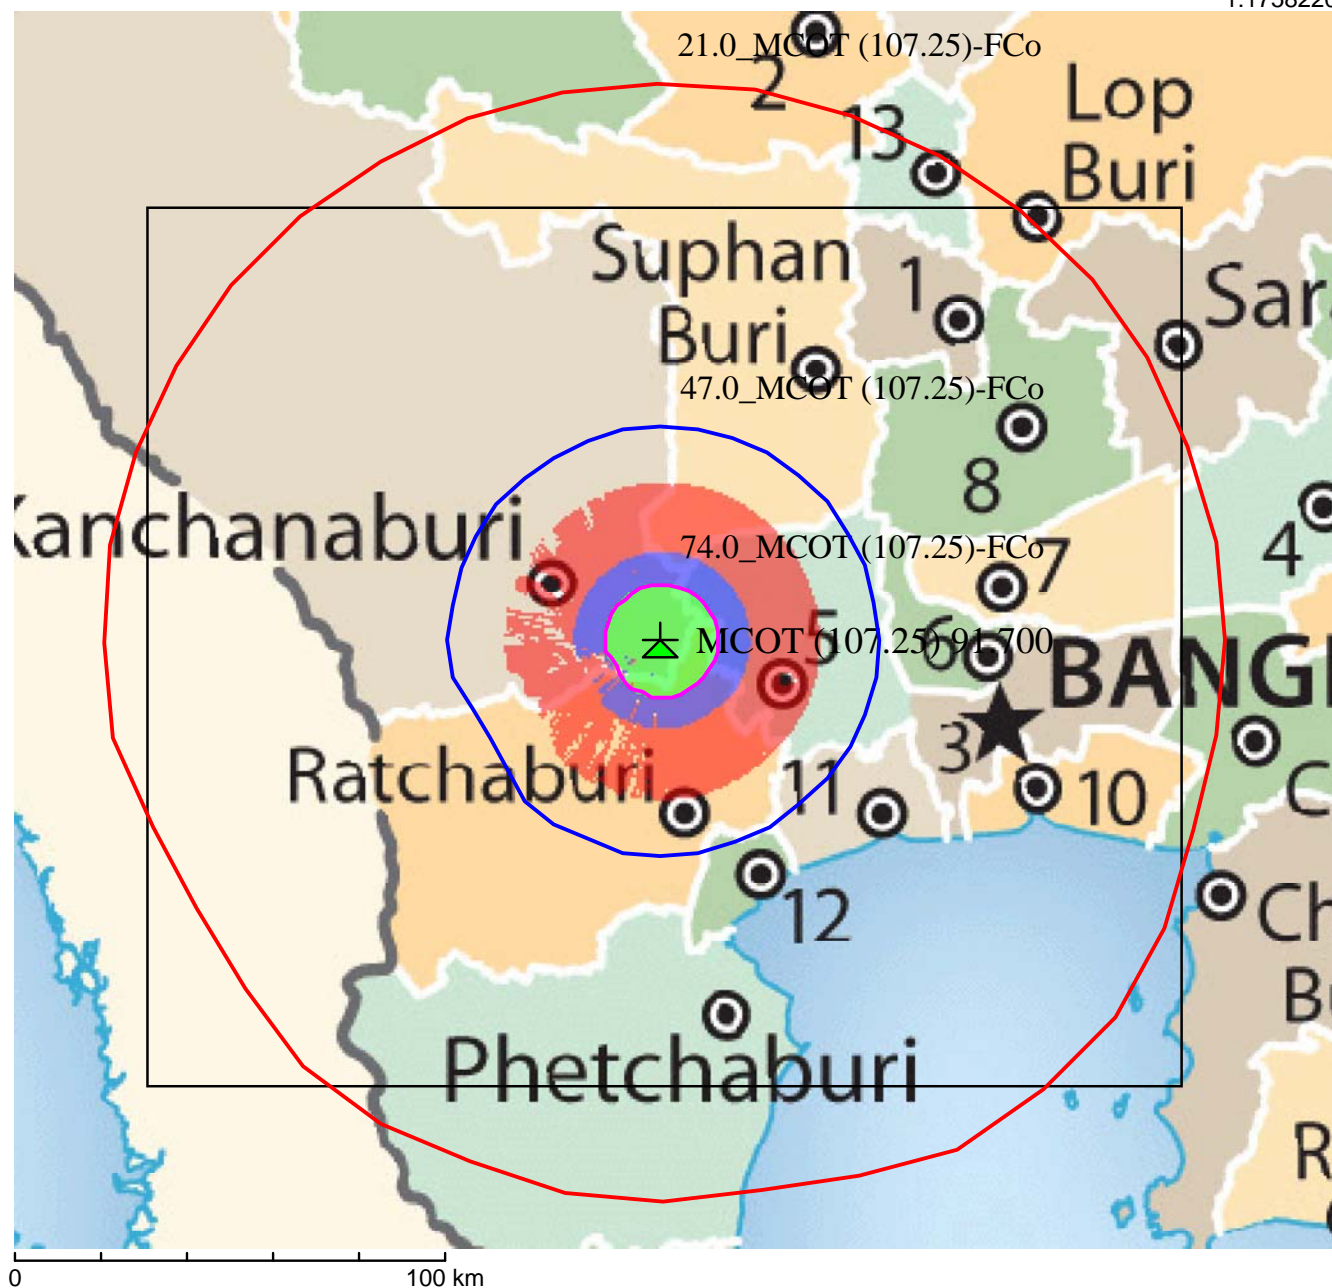 21.0_MCOT (107.25)-FCo
2
13
Lop
Buri
Suphan
Buri
1
Sar
47.0_MCOT (107.25)-FCo
8
Kanchanaburi
4
74.0_MCOT (107.25)-FCo
7
5
6
MCOT (107.25) 91.700
BANG
3
Ratchaburi
11
10
C
12
Ch
Bu
Phetchaburi
R
0
100 km